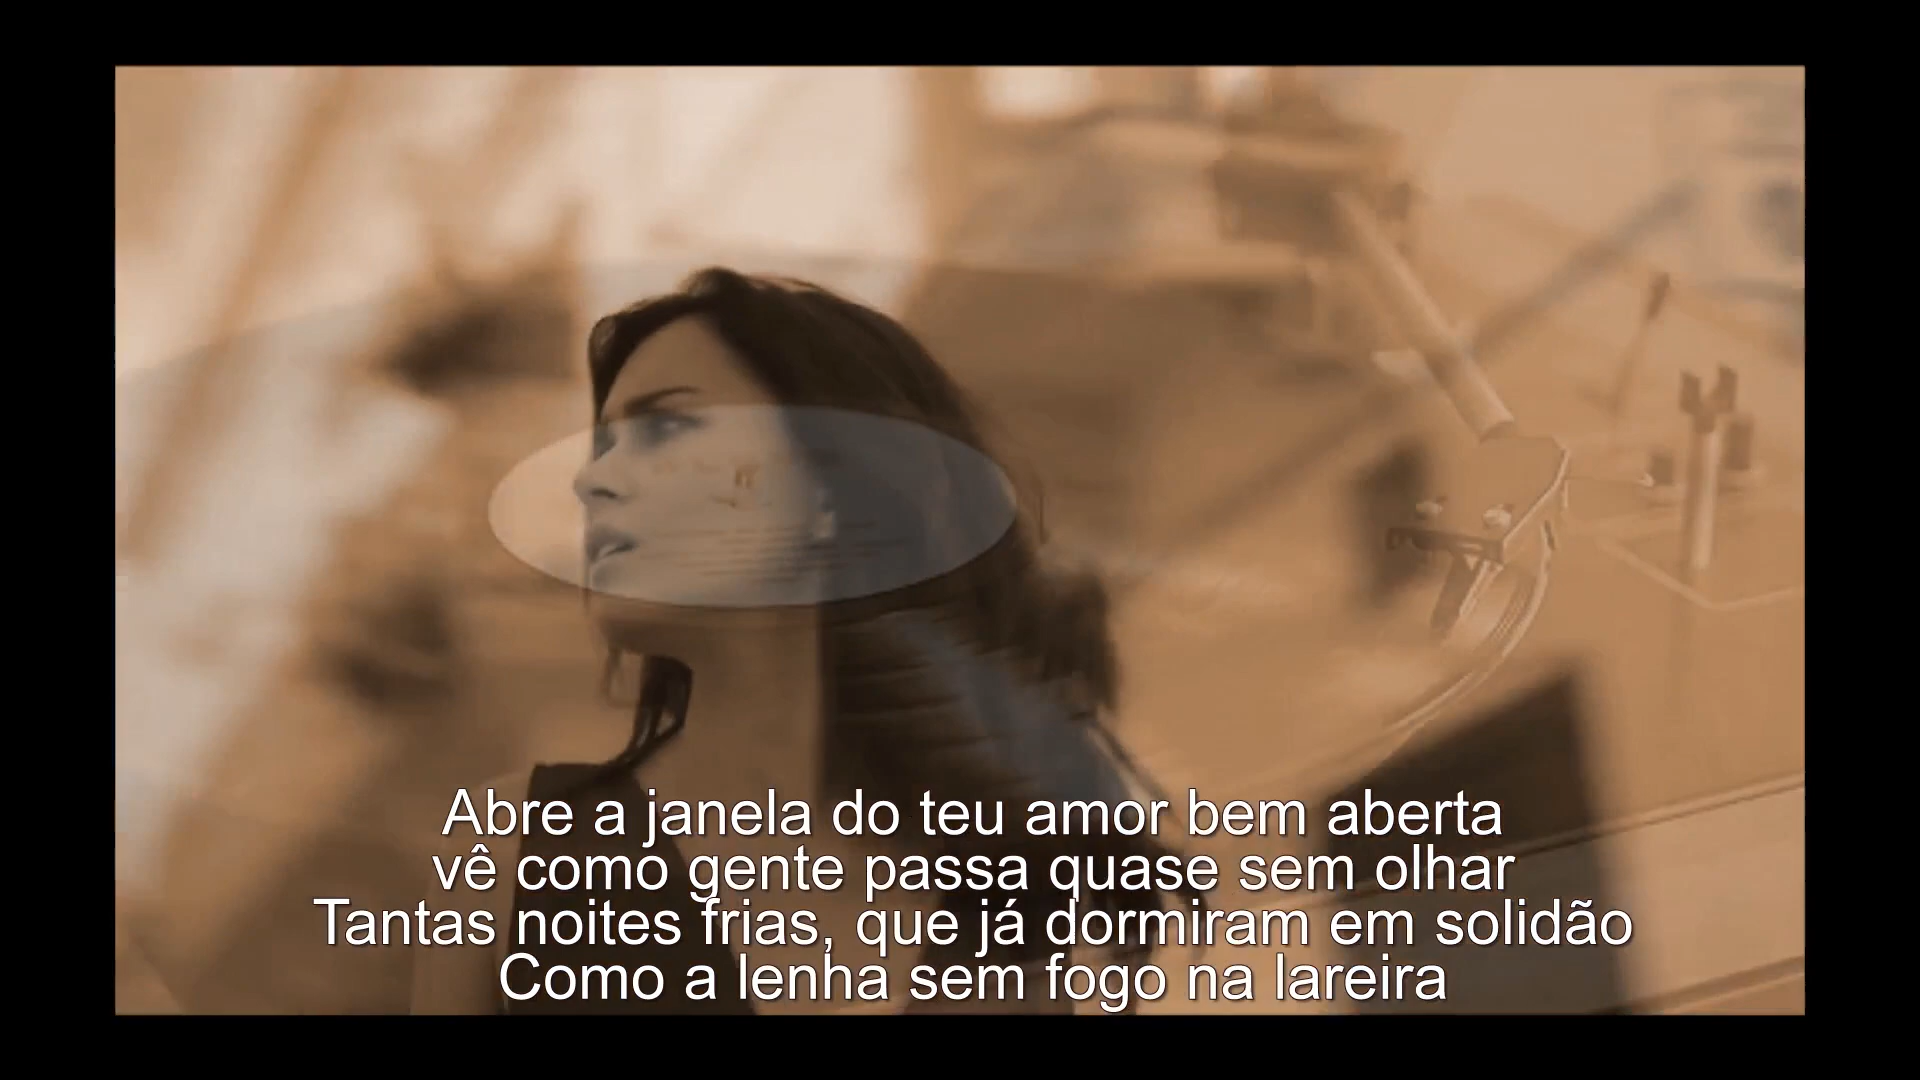 Abre a janela do teu amor bem aberta
vê como gente passa quase sem olhar
Tantas noites frias, que já dormiram em solidão
Como a lenha sem fogo na lareira